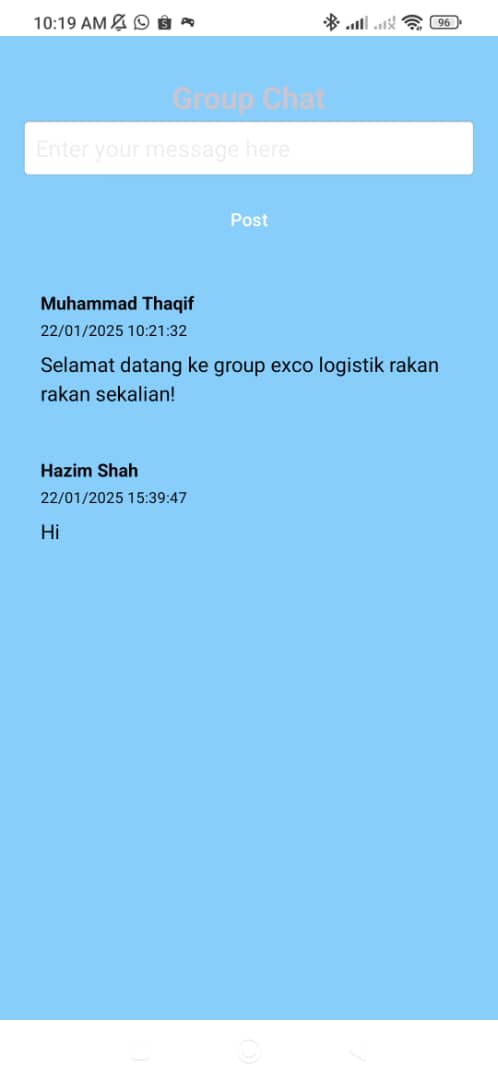 10:19 AM
96
Group Chat
Enter your message here
Post
Muhammad Thaqif
22/01/2025 10:21:32
Selamat datang ke group exco logistik rakan
rakan sekalian!
Hazim Shah
22/01/2025 15:39:47
Hi